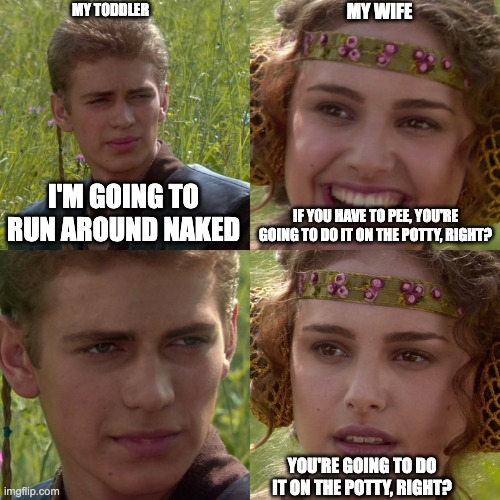 MY TODDLER
MY WIFE
I'M GOING TO
RUN AROUND NAKED
IF YOU HAVE TO PEE, YOU'RE
GOING TO DO IT ON THE POTTY, RIGHT?
YOU'RE GOING TO DO
IT ON THE POTTY, RIGHT?
imgflip.com